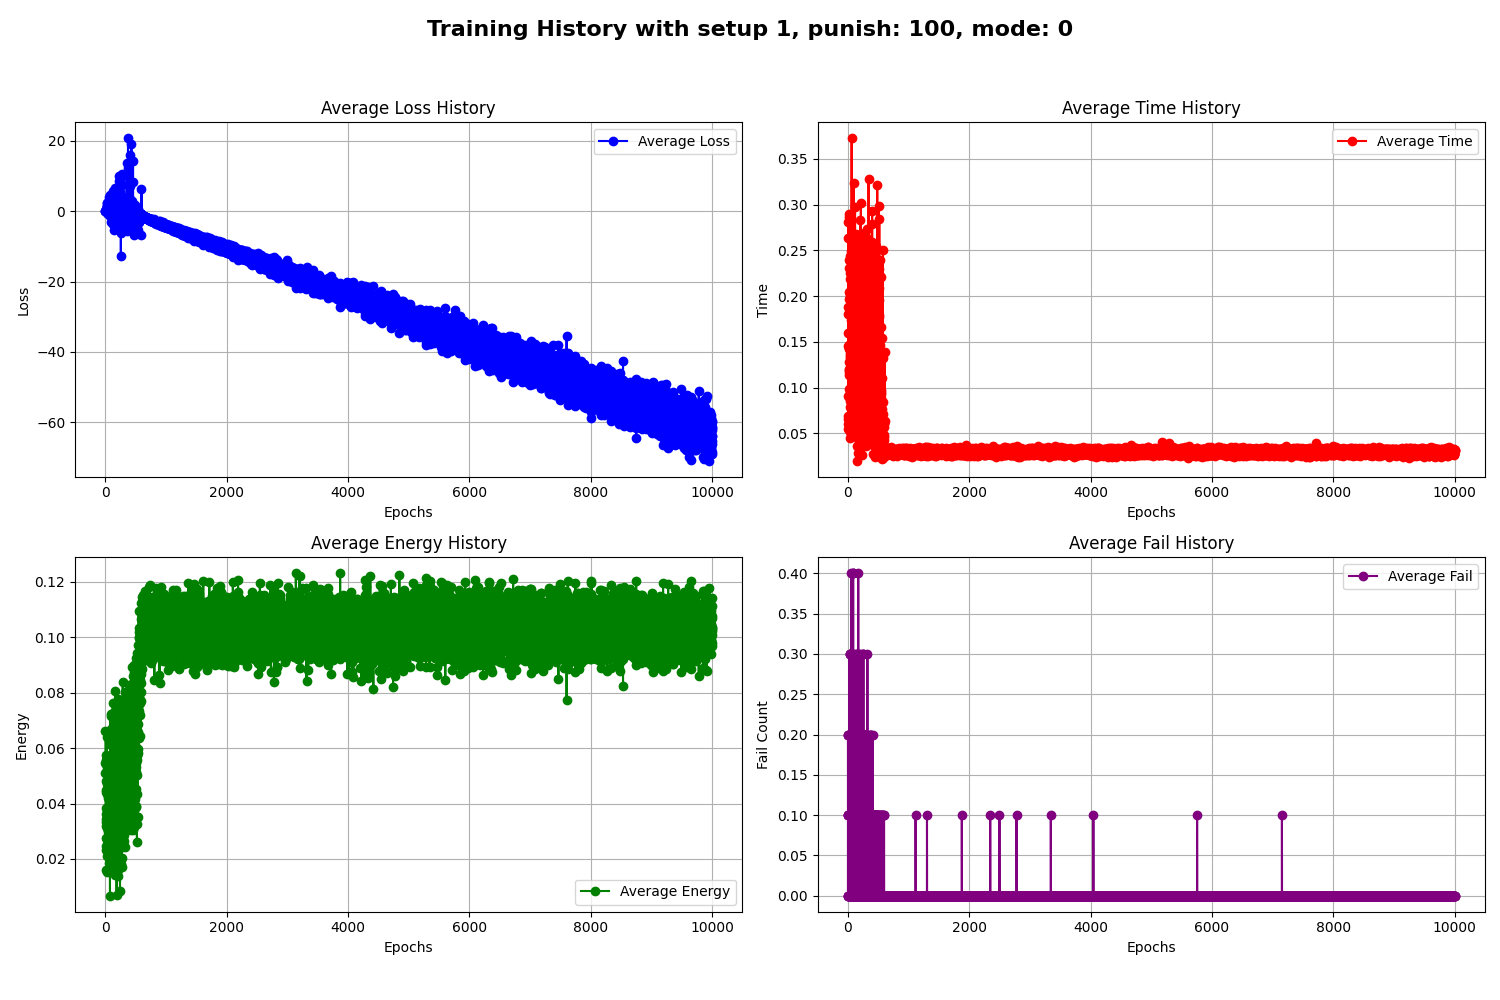 Training History with setup 1, punish: 100, mode: 0
Average Loss History
Average Loss
20
0
−20
−40
−60
Loss
0 2000 4000 6000 8000 10000
Epochs
Average Time History
Average Time
0.35
0.30
0.25
0.20
0.15
0.10
0.05
Time
0 2000 4000 6000 8000 10000
Epochs
Average Energy History
0.12
0.10
0.08
0.06
0.04
0.02
Energy
Average Energy
0 2000 4000 6000 8000 10000
Epochs
Average Fail History
Average Fail
0.40
0.35
0.30
0.25
0.20
0.15
0.10
0.05
0.00
Fail Count
0 2000 4000 6000 8000 10000
Epochs